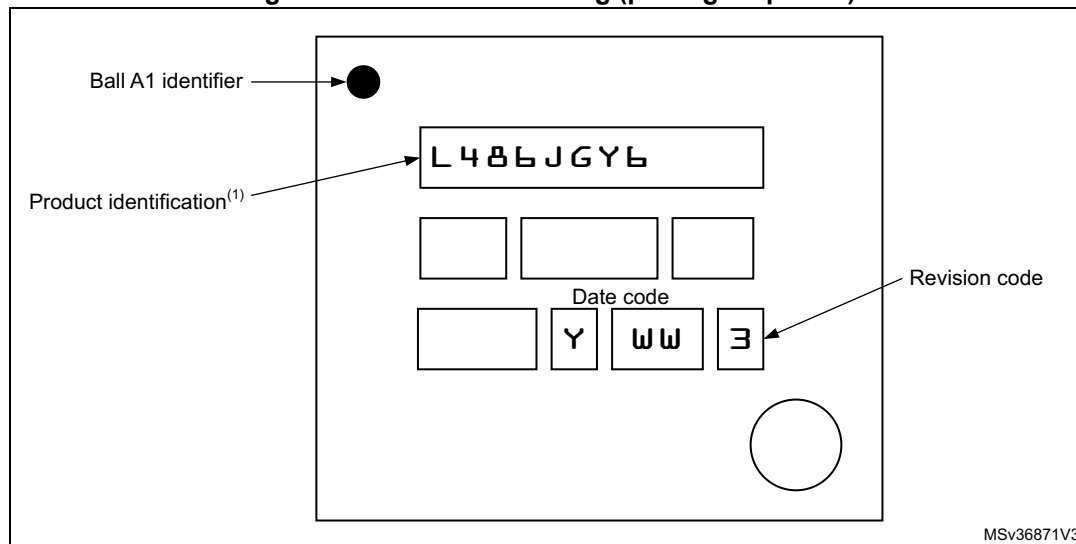 Ball A1 identifier
L486JGY6
Product identification(1)
Revision code
Date code
Y WW 3
MSv36871V3